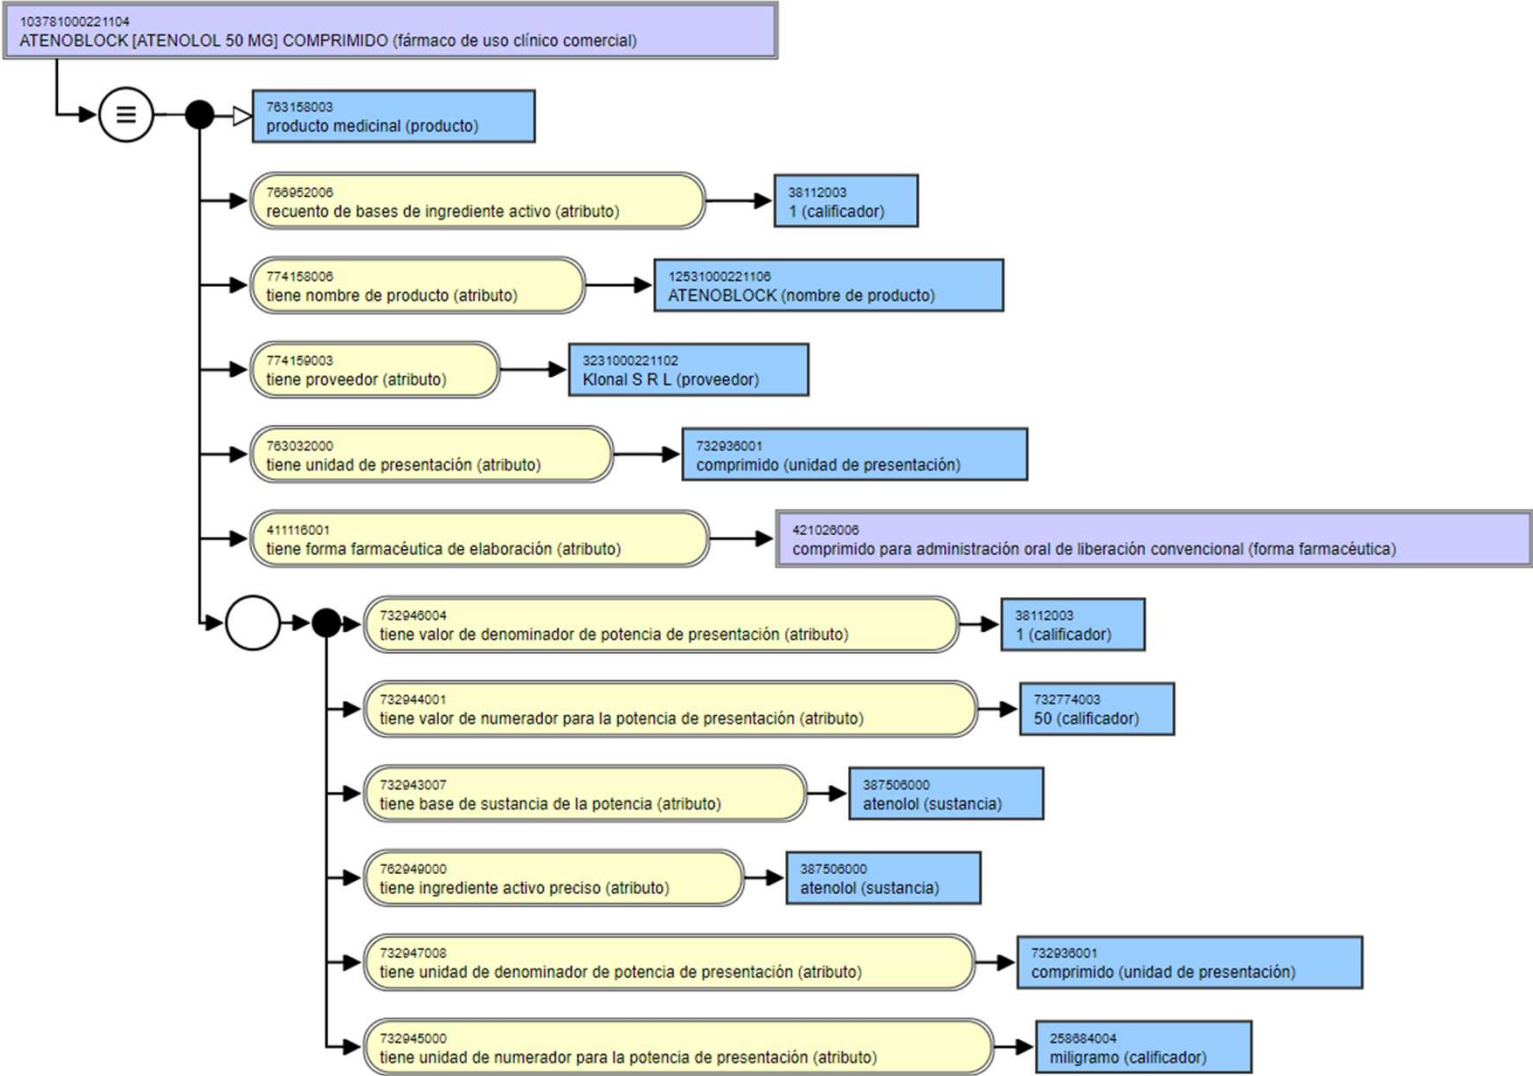 103781000221104
ATENOBLOCK [ATENOLOL 50 MG] COMPRIMIDO (fármaco de uso clínico comercial)
763158003
producto medicinal (producto)
766952006
recuento de bases de ingrediente activo (atributo)
38112003
1 (calificador)
774158006
tiene nombre de producto (atributo)
12531000221106
ATENOBLOCK (nombre de producto)
774159003
tiene proveedor (atributo)
3231000221102
Klonal S R L (proveedor)
763032000
tiene unidad de presentación (atributo)
732936001
comprimido (unidad de presentación)
411116001
tiene forma farmacéutica de elaboración (atributo)
421026006
comprimido para administración oral de liberación convencional (forma farmacéutica)
732946004
tiene valor de denominador de potencia de presentación (atributo)
38112003
1 (calificador)
732944001
tiene valor de numerador para la potencia de presentación (atributo)
732774003
50 (calificador)
732943007
tiene base de sustancia de la potencia (atributo)
387506000
atenolol (sustancia)
762949000
tiene ingrediente activo preciso (atributo)
387506000
atenolol (sustancia)
732947008
tiene unidad de denominador de potencia de presentación (atributo)
732936001
comprimido (unidad de presentación)
732945000
tiene unidad de numerador para la potencia de presentación (atributo)
258684004
miligramo (calificador)